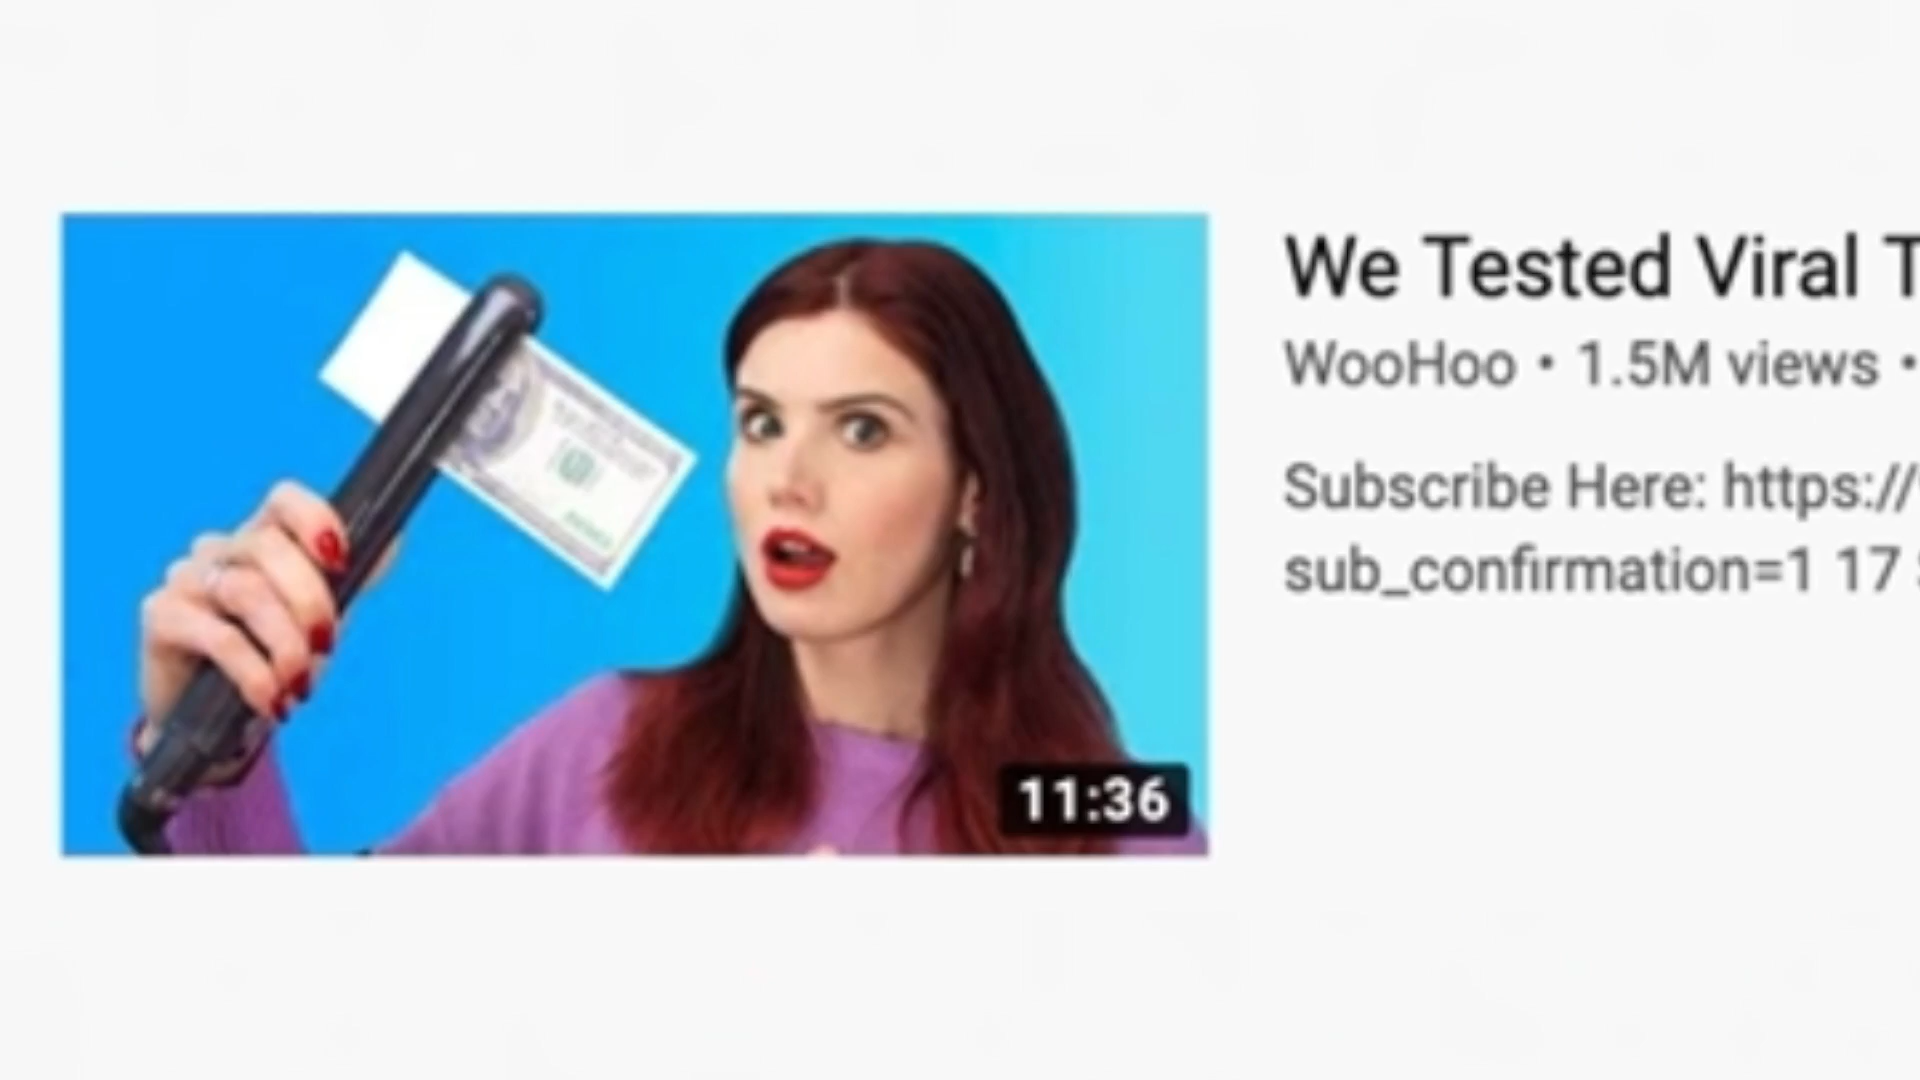 We Tested Viral T
WooHoo • 1.5M views •
Subscribe Here: https://
sub_confirmation=1 17
11:36